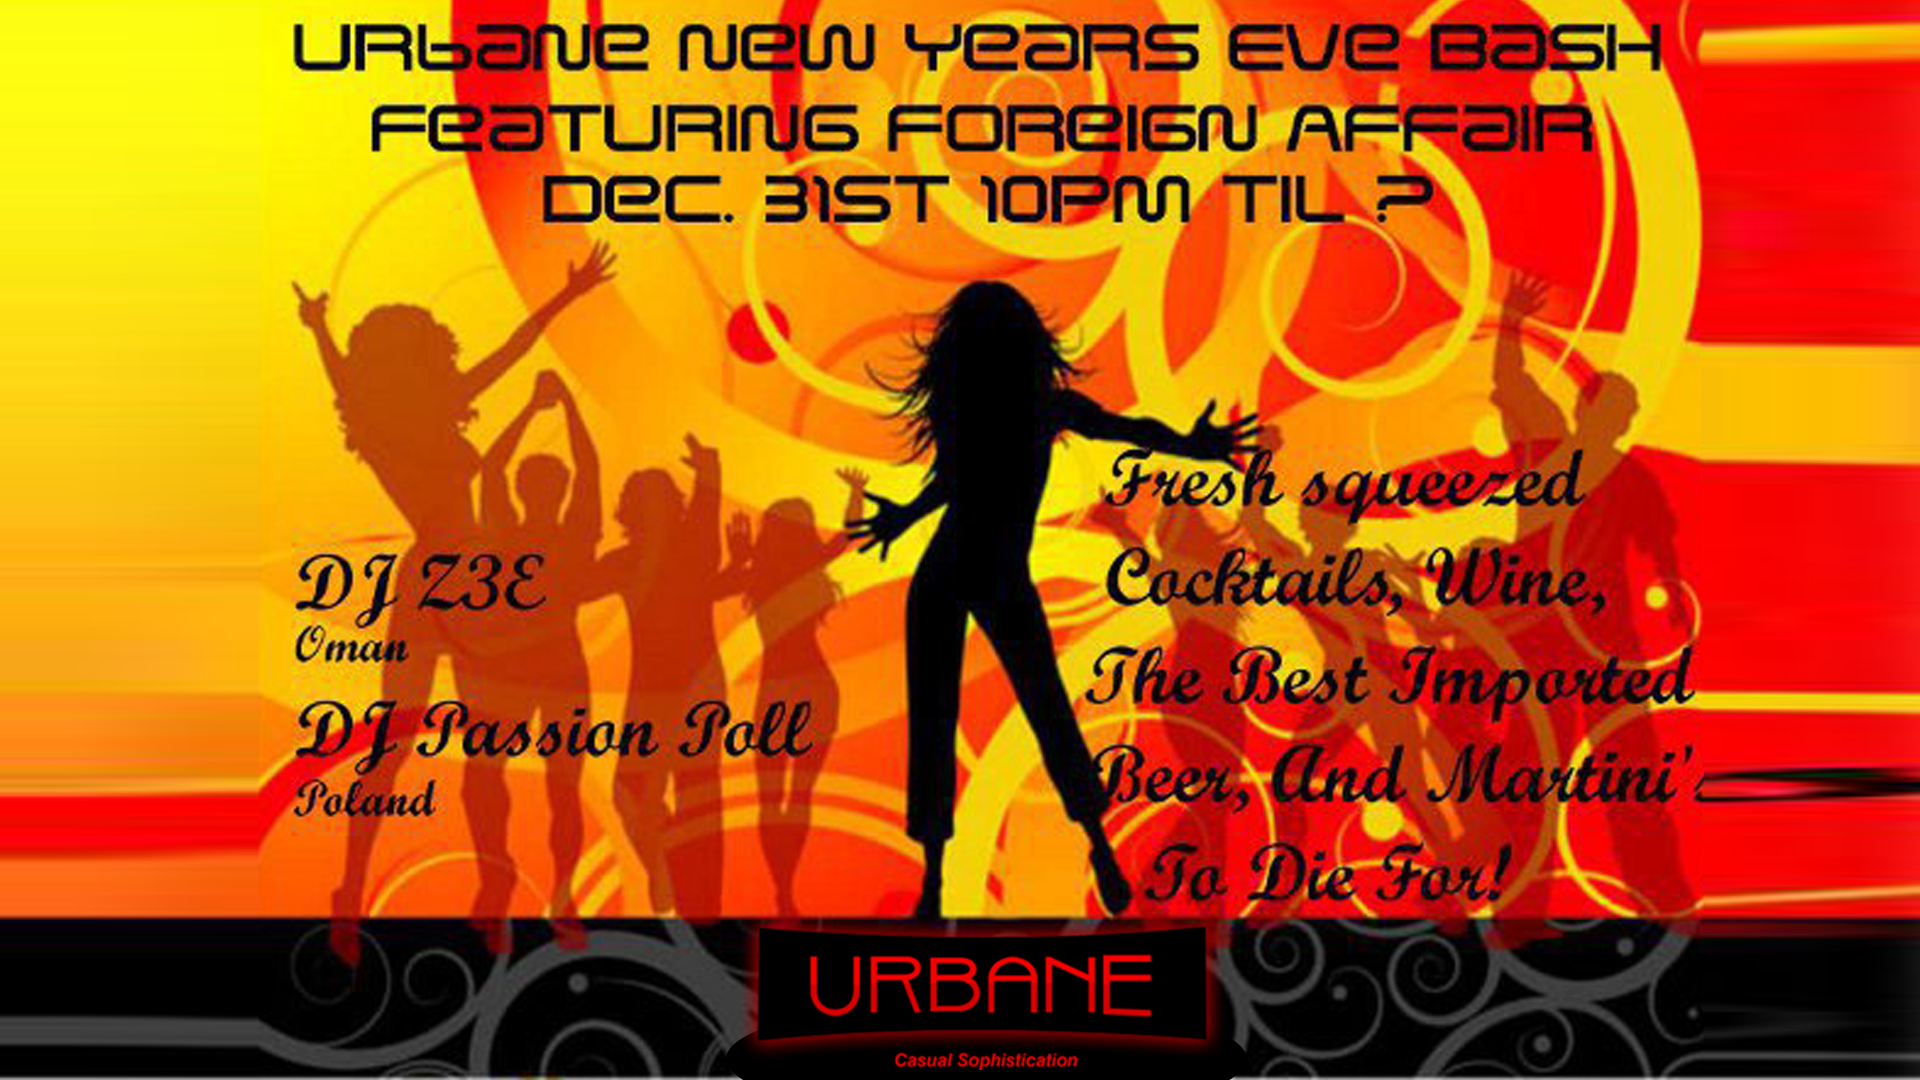 URBANE NEW YEARS EVE BASH
FEATURING FOREIGN AFFAIR
DEC. 31ST 10PM TIL ?
Fresh squeezed
Cocktails, Wine,
The Best Imported
Beer, And Martini's
To Die For!
DJ Z3E
Oman
DJ Passion Poll
Poland
URBANE
Casual Sophistication